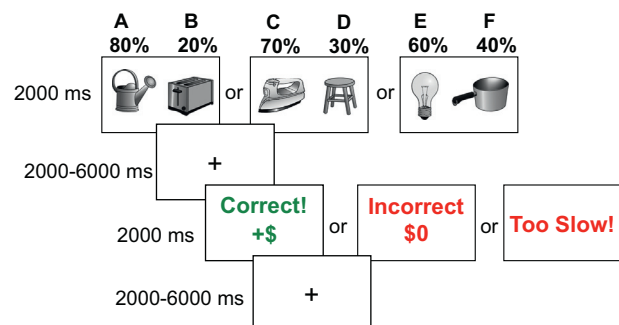 A B C D E F
80% 20% 70% 30% 60% 40%
2000 ms or or
2000-6000 ms +
Correct! Incorrect
2000 ms +$ or $0 or Too Slow!
2000-6000 ms +